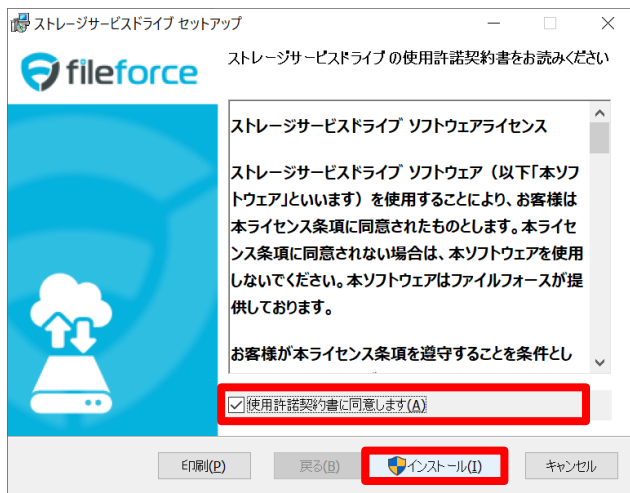 ストレージサービスドライブ セットアップ
fileforce
ストレージサービスドライブ の使用許諾契約書をお読みください
ストレージサービスドライブ ソフトウェアライセンス
ストレージサービスドライブ ソフトウェア（以下｢本ソフ
トウェア｣といいます）を使用することにより、お客様は
本ライセンス条項に同意されたものとします。本ライセ
ンス条項に同意されない場合は、本ソフトウェアを使用
しないでください。本ソフトウェアはファイルフォースが提
供しております。
お客様が本ライセンス条項を遵守することを条件とし
使用許諾契約書に同意します(A)
印刷(P)
戻る(B)
インストール(I)
キャンセル